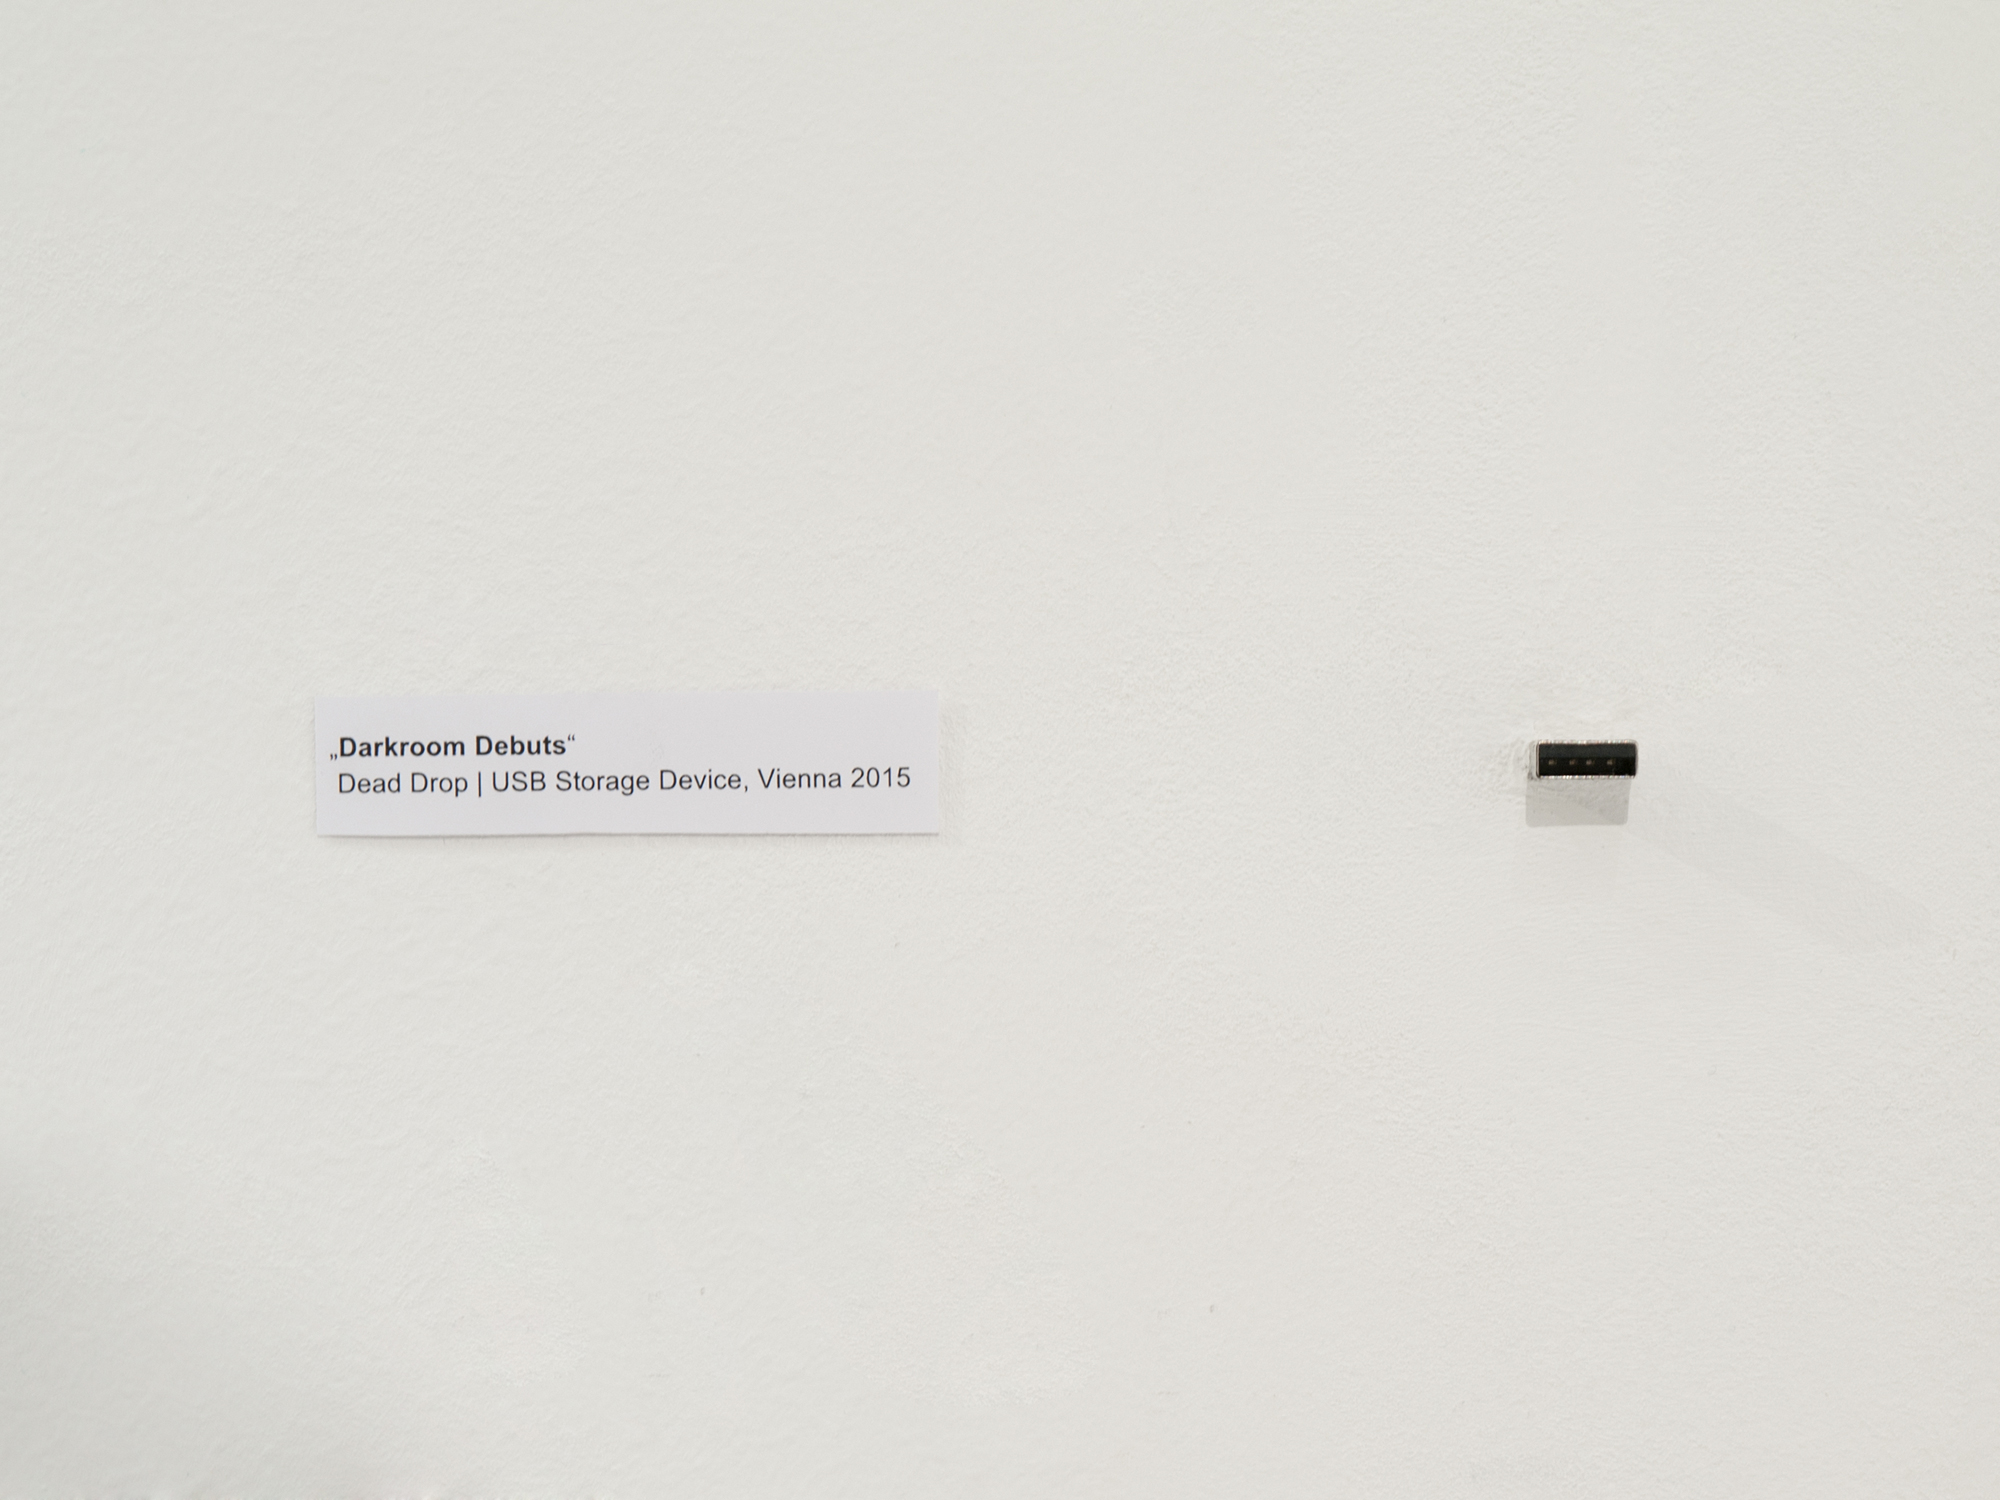 „Darkroom Debuts“
Dead Drop | USB Storage Device, Vienna 2015